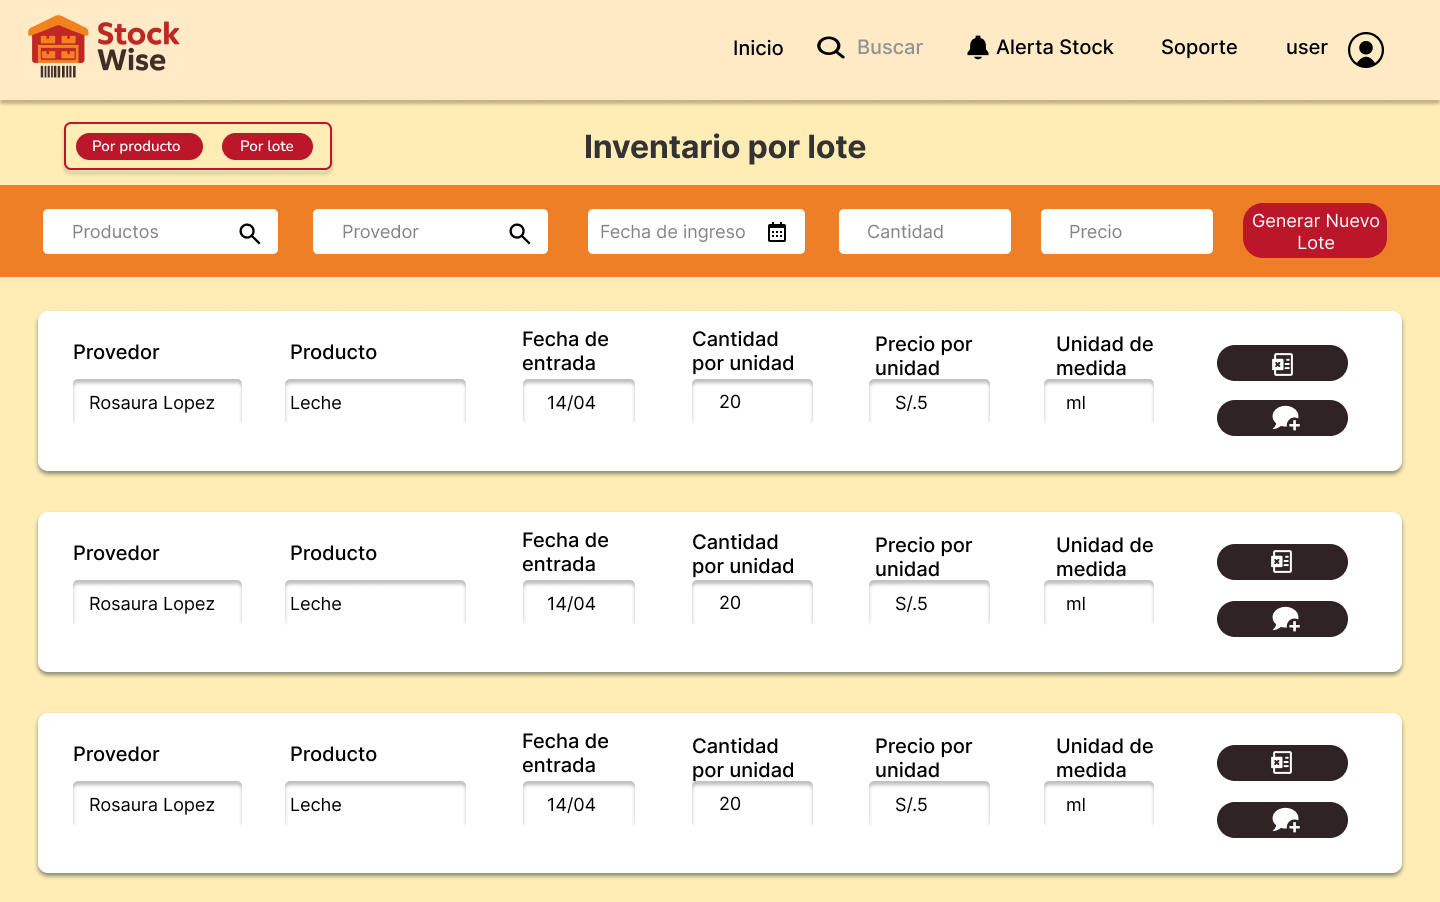 Stock
Wise
Inicio
Buscar
Alerta Stock
Soporte
user
Por producto
Por lote
Inventario por lote
Productos
Provedor
Fecha de ingreso
Cantidad
Precio
Generar Nuevo
Lote
Provedor
Producto
Fecha de
entrada
Cantidad
por unidad
Precio por
unidad
Unidad de
medida
Rosaura Lopez
Leche
14/04
20
S/.5
ml
Provedor
Producto
Fecha de
entrada
Cantidad
por unidad
Precio por
unidad
Unidad de
medida
Rosaura Lopez
Leche
14/04
20
S/.5
ml
Provedor
Producto
Fecha de
entrada
Cantidad
por unidad
Precio por
unidad
Unidad de
medida
Rosaura Lopez
Leche
14/04
20
S/.5
ml